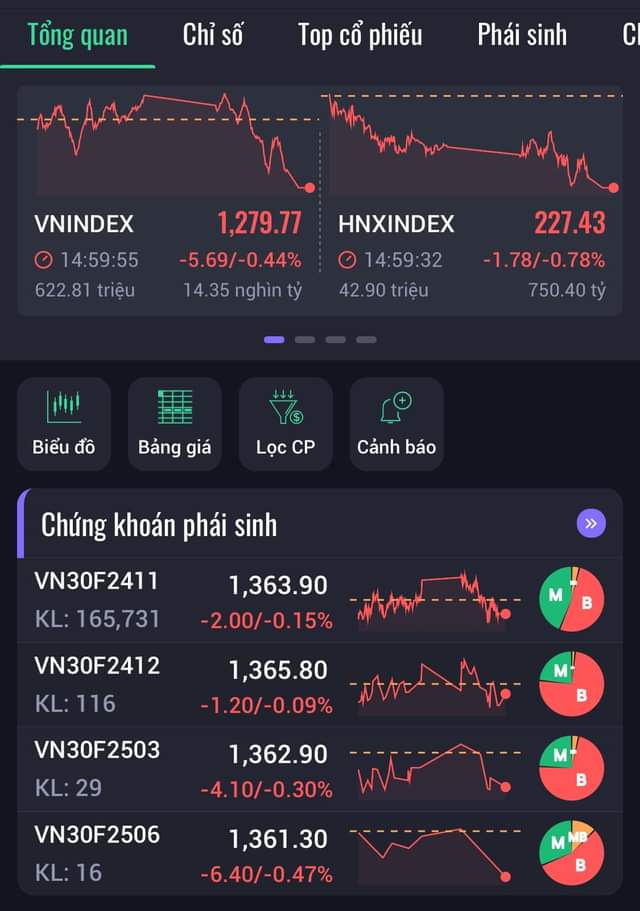 Tổng quan Chỉ số Top cổ phiếu Phái sinh
VNINDEX 1,279.77
14:59:55 -5.69/-0.44%
622.81 triệu 14.35 nghìn tỷ
HNXINDEX 227.43
14:59:32 -1.78/-0.78%
42.90 triệu 750.40 tỷ
Biểu đồ Bảng giá Lọc CP Cảnh báo
Chứng khoán phái sinh
VN30F2411 1,363.90 M B
KL: 165,731 -2.00/-0.15%
VN30F2412 1,365.80 M B
KL: 116 -1.20/-0.09%
VN30F2503 1,362.90 M B
KL: 29 -4.10/-0.30%
VN30F2506 1,361.30 M MB B
KL: 16 -6.40/-0.47%